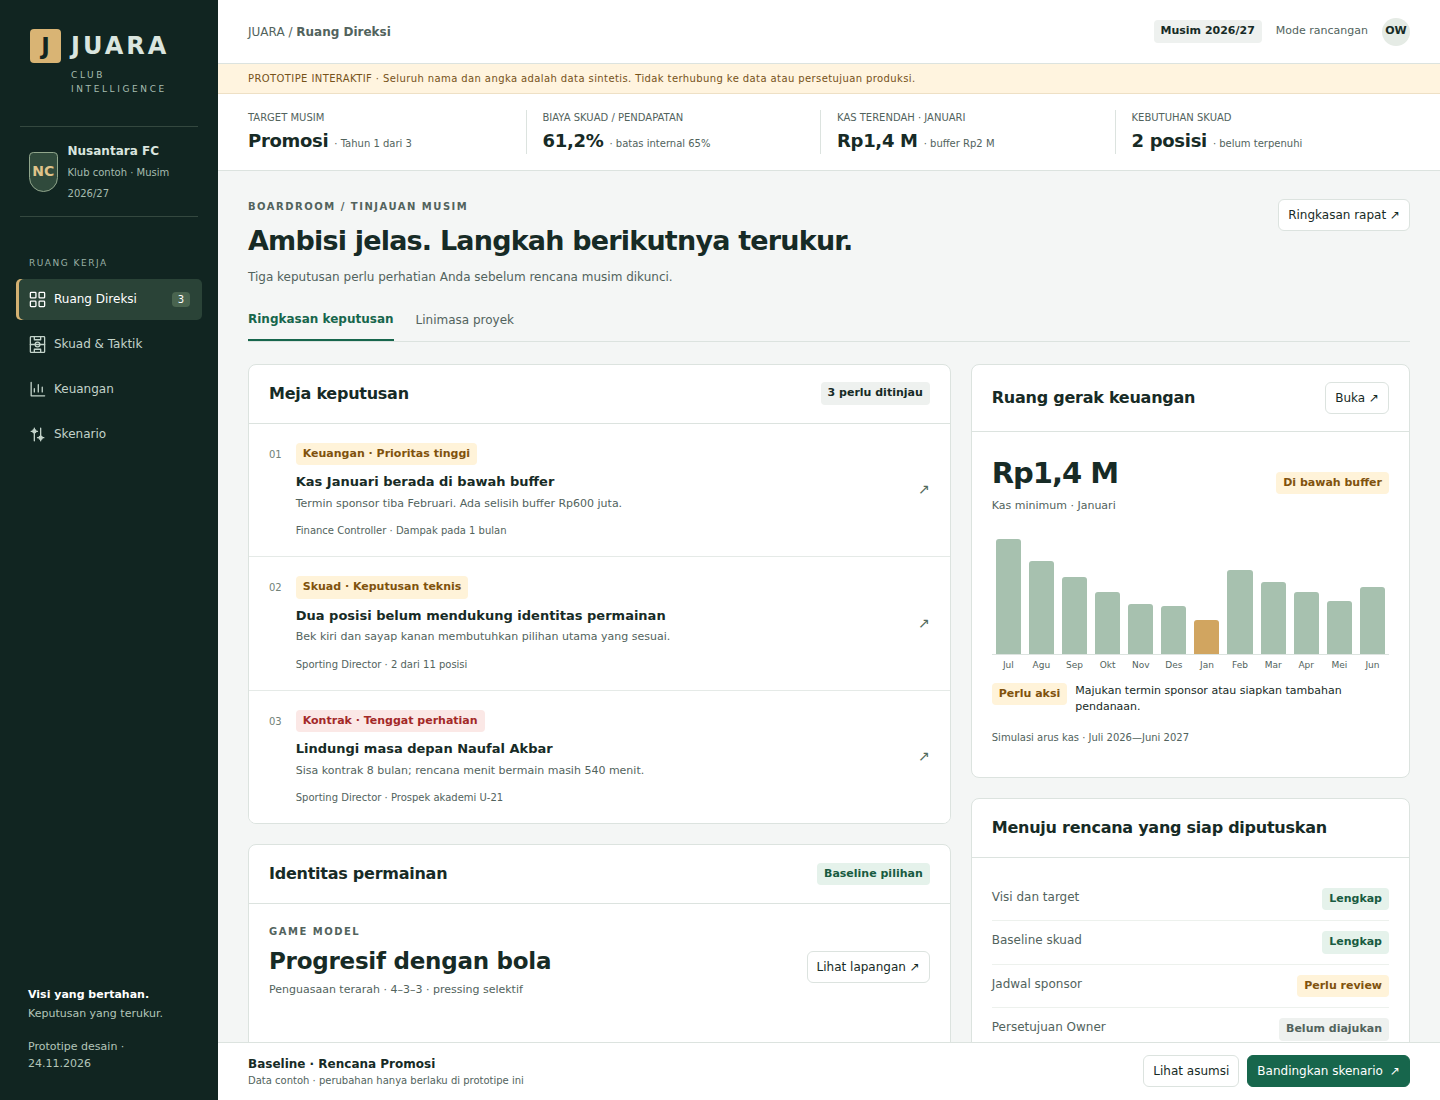 J JUARA
CLUB
INTELLIGENCE
NC
Nusantara FC
Klub contoh · Musim
2026/27
RUANG KERJA
Ruang Direksi 3
Skuad & Taktik
Keuangan
Skenario
Visi yang bertahan.
Keputusan yang terukur.
Prototipe desain ·
24.11.2026
JUARA / Ruang Direksi
Musim 2026/27 Mode rancangan OW
PROTOTIPE INTERAKTIF · Seluruh nama dan angka adalah data sintetis. Tidak terhubung ke data atau persetujuan produksi.
TARGET MUSIM
Promosi · Tahun 1 dari 3
BIAYA SKUAD / PENDAPATAN
61,2% · batas internal 65%
KAS TERENDAH · JANUARI
Rp1,4 M · buffer Rp2 M
KEBUTUHAN SKUAD
2 posisi · belum terpenuhi
BOARDROOM / TINJAUAN MUSIM
Ambisi jelas. Langkah berikutnya terukur.
Tiga keputusan perlu perhatian Anda sebelum rencana musim dikunci.
Ringkasan rapat ↗
Ringkasan keputusan Linimasa proyek
Meja keputusan 3 perlu ditinjau
01 Keuangan · Prioritas tinggi
Kas Januari berada di bawah buffer
Termin sponsor tiba Februari. Ada selisih buffer Rp600 juta.
Finance Controller · Dampak pada 1 bulan
↗
02 Skuad · Keputusan teknis
Dua posisi belum mendukung identitas permainan
Bek kiri dan sayap kanan membutuhkan pilihan utama yang sesuai.
Sporting Director · 2 dari 11 posisi
↗
03 Kontrak · Tenggat perhatian
Lindungi masa depan Naufal Akbar
Sisa kontrak 8 bulan; rencana menit bermain masih 540 menit.
Sporting Director · Prospek akademi U-21
↗
Identitas permainan Baseline pilihan
GAME MODEL
Progresif dengan bola
Penguasaan terarah · 4–3–3 · pressing selektif
Lihat lapangan ↗
Ruang gerak keuangan Buka ↗
Rp1,4 M Di bawah buffer
Kas minimum · Januari
Jul Agu Sep Okt Nov Des Jan Feb Mar Apr Mei Jun
Perlu aksi Majukan termin sponsor atau siapkan tambahan
pendanaan.
Simulasi arus kas · Juli 2026—Juni 2027
Menuju rencana yang siap diputuskan
Visi dan target Lengkap
Baseline skuad Lengkap
Jadwal sponsor Perlu review
Persetujuan Owner Belum diajukan
Baseline · Rencana Promosi
Data contoh · perubahan hanya berlaku di prototipe ini
Lihat asumsi Bandingkan skenario ↗